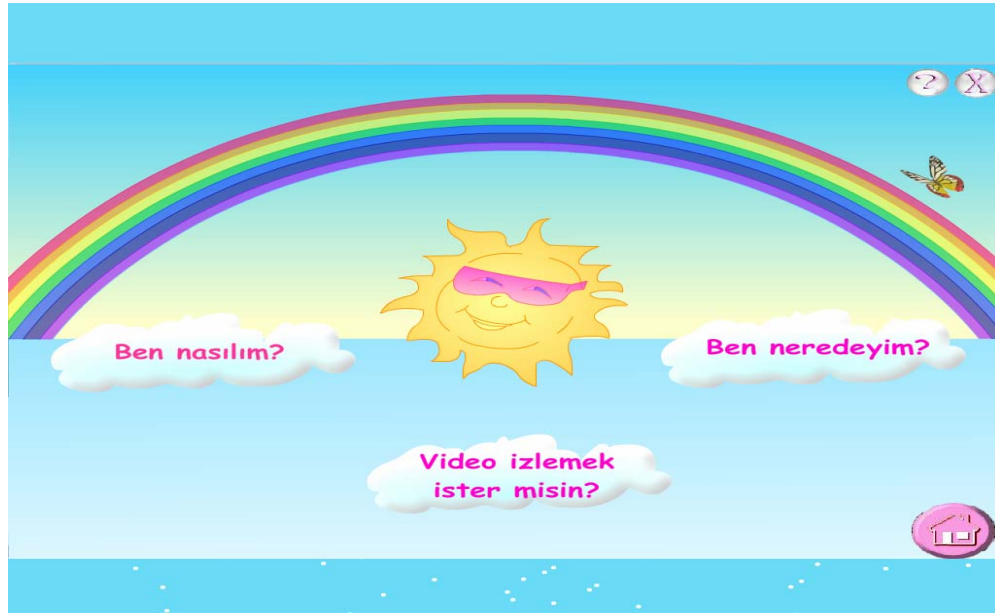 ? X
Ben nasılım?
Ben neredeyim?
Video izlemek
ister misin?